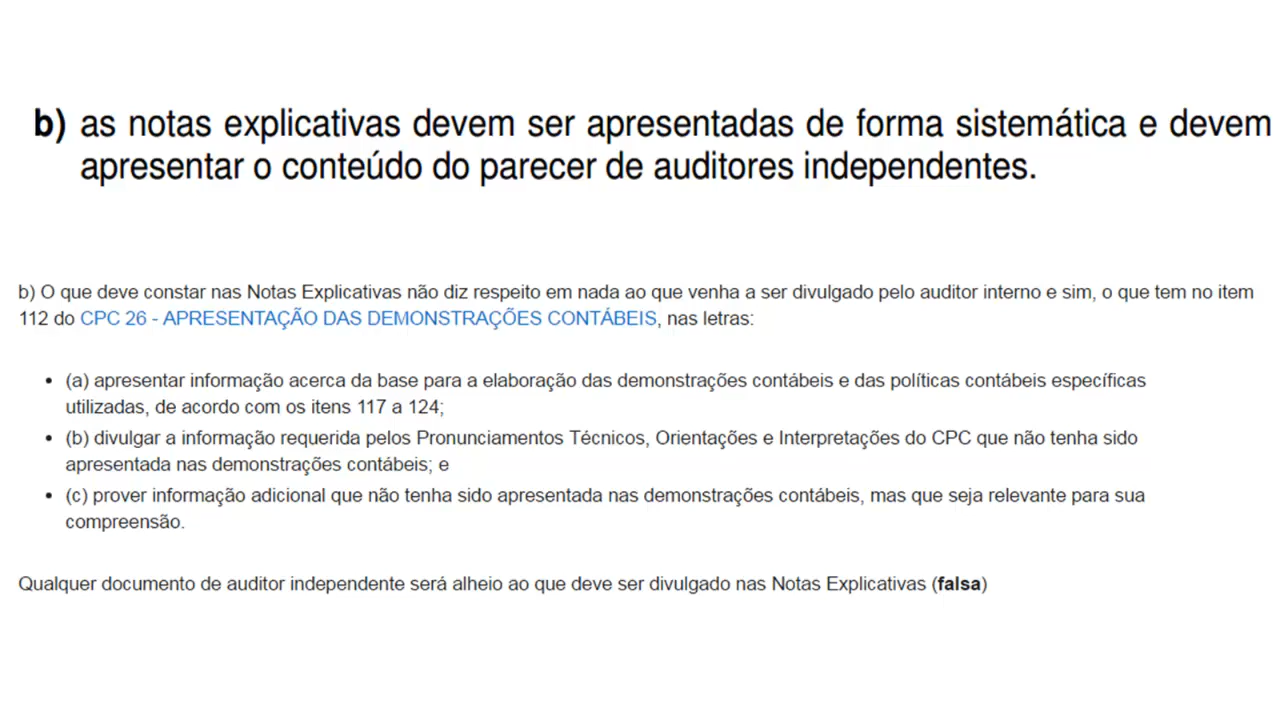 b) as notas explicativas devem ser apresentadas de forma sistemática e devem
apresentar o conteúdo do parecer de auditores independentes.
b) O que deve constar nas Notas Explicativas não diz respeito em nada ao que venha a ser divulgado pelo auditor interno e sim, o que tem no item
112 do CPC 26 - APRESENTAÇÃO DAS DEMONSTRAÇÕES CONTÁBEIS, nas letras:
• (a) apresentar informação acerca da base para a elaboração das demonstrações contábeis e das políticas contábeis específicas
utilizadas, de acordo com os itens 117 a 124;
• (b) divulgar a informação requerida pelos Pronunciamentos Técnicos, Orientações e Interpretações do CPC que não tenha sido
apresentada nas demonstrações contábeis; e
• (c) prover informação adicional que não tenha sido apresentada nas demonstrações contábeis, mas que seja relevante para sua
compreensão.
Qualquer documento de auditor independente será alheio ao que deve ser divulgado nas Notas Explicativas (falsa)